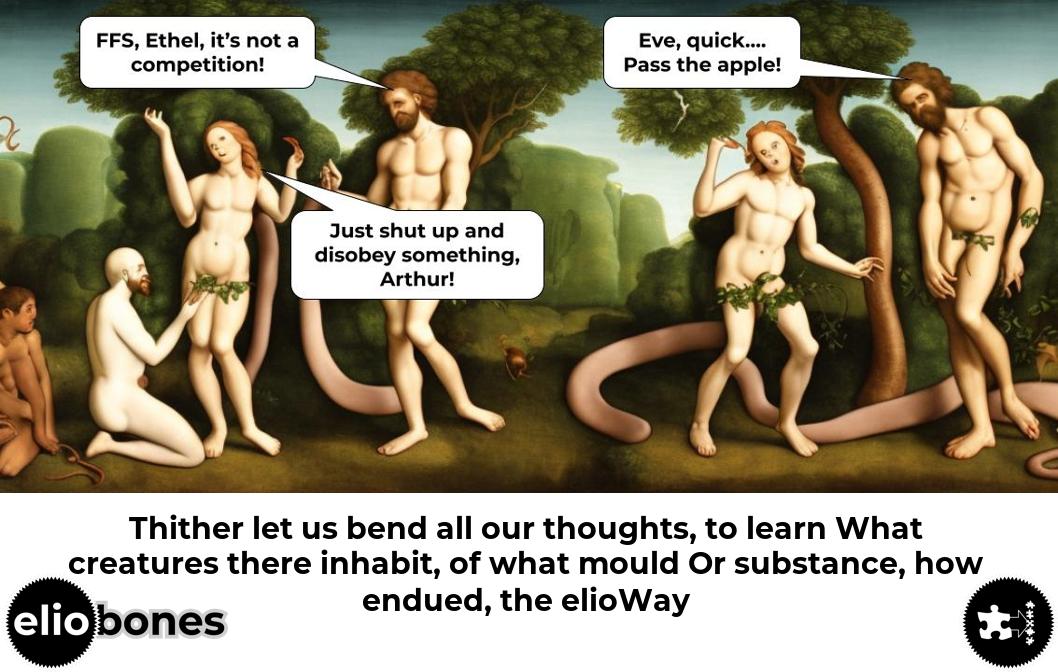 FFS, Ethel, it’s not a
competition!
Just shut up and
disobey something,
Arthur!
Eve, quick....
Pass the apple!
Thither let us bend all our thoughts, to learn What
creatures there inhabit, of what mould Or substance, how
endued, the elioWay
eliobones